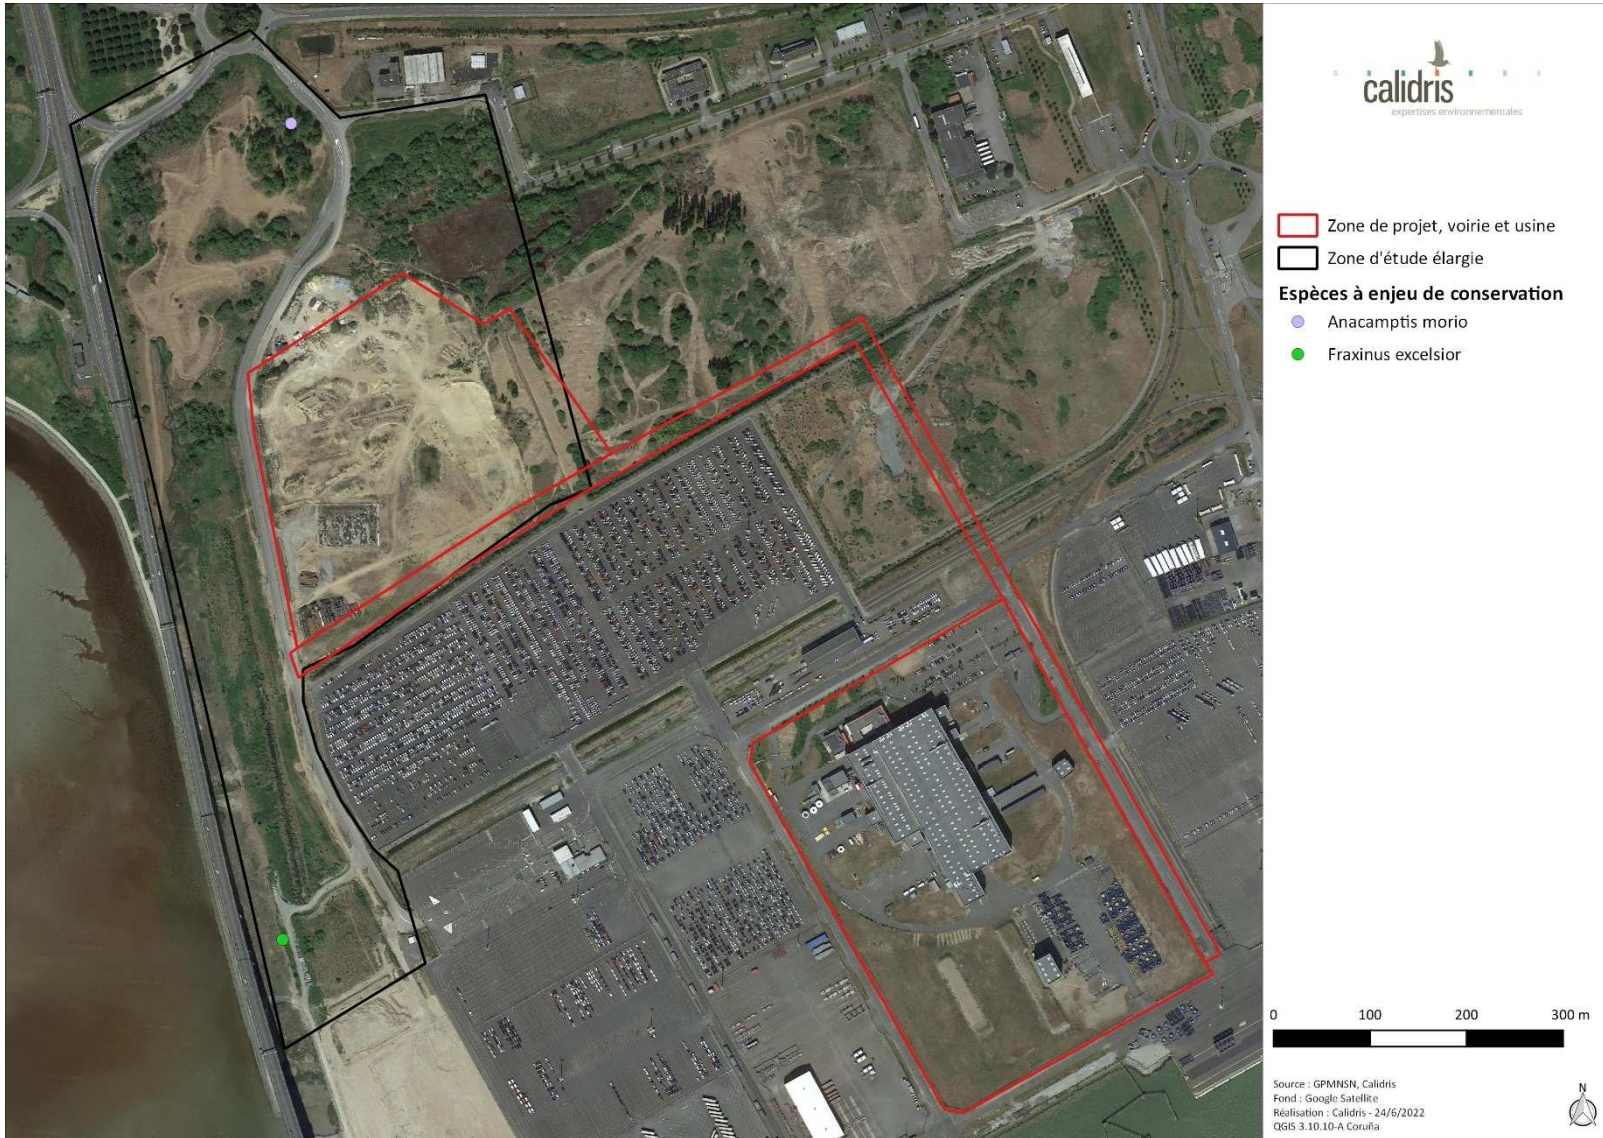 calidris
expertises environnementales
Zone de projet, voirie et usine
Zone d'étude élargie
Espèces à enjeu de conservation
Anacamptis morio
Fraxinus excelsior
0 100 200 300 m
Source : GPMNSN, Calidris
Fond : Google Satellite
Réalisation : Calidris - 24/6/2022
QGIS 3.10.10-A Coruña
N